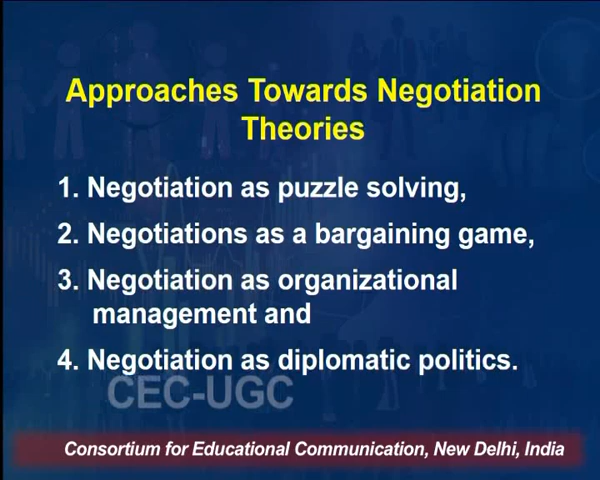 Approaches Towards Negotiation
Theories
1. Negotiation as puzzle solving,
2. Negotiations as a bargaining game,
3. Negotiation as organizational
management and
4. Negotiation as diplomatic politics.
CEC-UGC
Consortium for Educational Communication, New Delhi, India